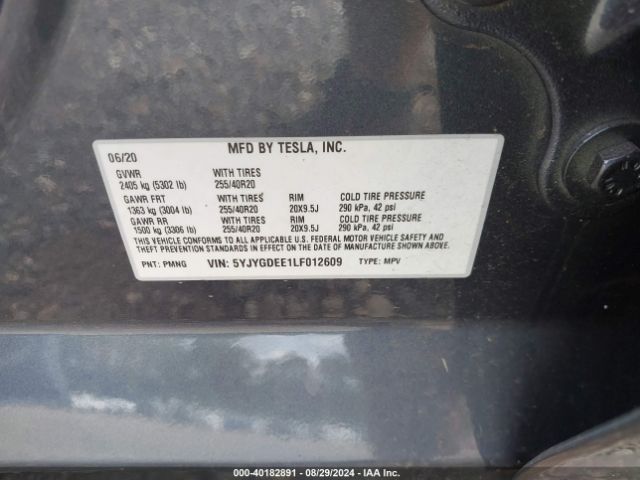 MFD BY TESLA, INC.
06/20
GVWR WITH TIRES
2405 kg (5302 lb) 255/40R20
GAWR FRT WITH TIRES RIM COLD TIRE PRESSURE
1363 kg (3004 lb) 255/40R20 20X9.5J 290 kPa, 42 psi
GAWR RR WITH TIRES RIM COLD TIRE PRESSURE
1500 kg (3306 lb) 255/40R20 20X9.5J 290 kPa, 42 psi
THIS VEHICLE CONFORMS TO ALL APPLICABLE U.S. FEDERAL MOTOR VEHICLE SAFETY AND
THEFT PREVENTION STANDARDS IN EFFECT ON THE DATE OF MANUFACTURE SHOWN ABOVE.
PNT: PMNG VIN: 5YJYGDEE1LF012609 TYPE: MPV
000-40182891 - 08/29/2024 - IAA Inc.